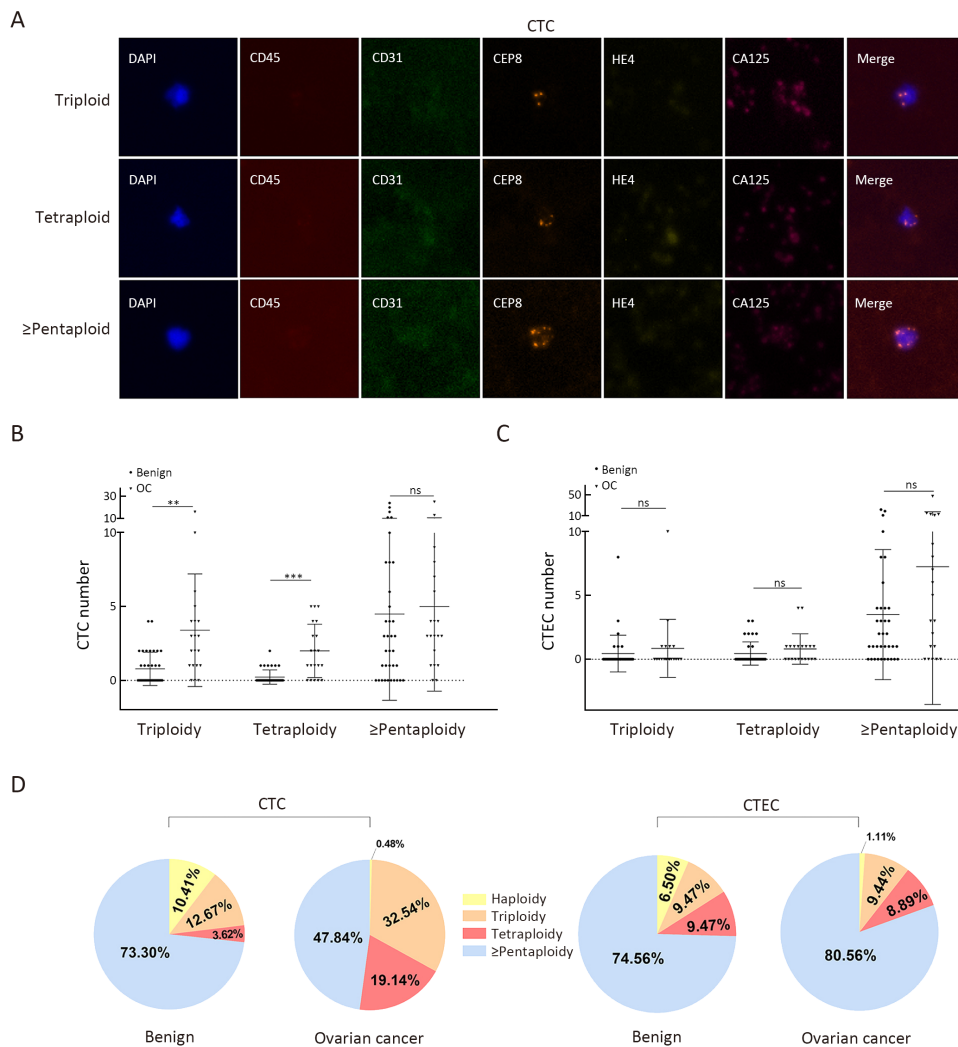 A
CTC
DAPI CD45 CD31 CEP8 HE4 CA125 Merge
Triploid
DAPI CD45 CD31 CEP8 HE4 CA125 Merge
Tetraploid
DAPI CD45 CD31 CEP8 HE4 CA125 Merge
≥Pentaploid
B
Benign
OC
CTC number
30
10
10
5
0
**
***
ns
Triploidy Tetraploidy ≥Pentaploidy
C
Benign
OC
CTEC number
50
10
10
5
0
ns
ns
ns
Triploidy Tetraploidy ≥Pentaploidy
D
CTC
10.41%
12.67%
3.62%
73.30%
Benign
0.48%
32.54%
19.14%
47.84%
Ovarian cancer
Haploidy
Triploidy
Tetraploidy
≥Pentaploidy
CTEC
6.50%
9.47%
9.47%
74.56%
Benign
1.11%
9.44%
8.89%
80.56%
Ovarian cancer